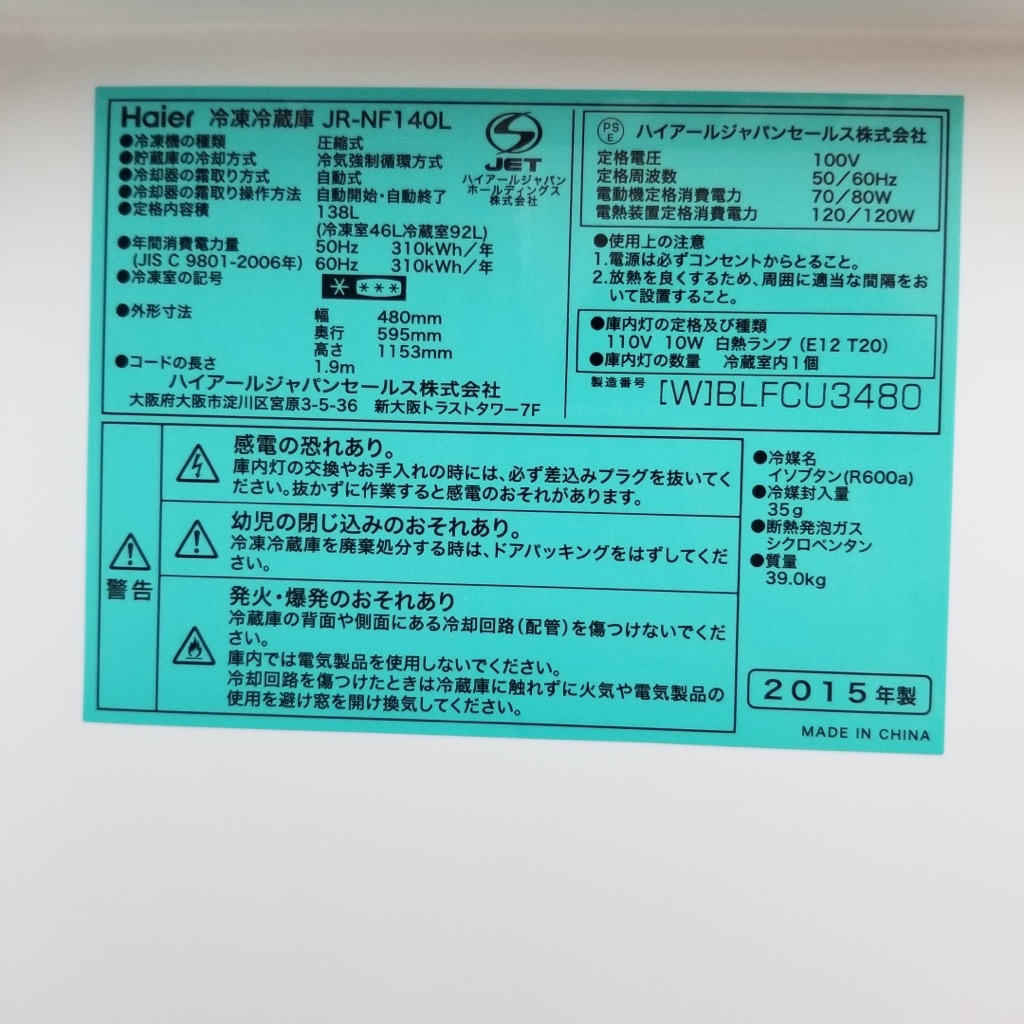 Haier 冷凍冷蔵庫 JR-NF140L
●冷凍機の種類 圧縮式
●貯蔵庫の冷却方式 冷気強制循環方式
●冷却器の霜取り方式 自動式
●冷却器の霜取り操作方法 自動開始・自動終了
●定格内容積 138L
(冷凍室46L冷蔵室92L)
●年間消費電力量 50Hz 310kWh/年
(JIS C 9801-2006年) 60Hz 310kWh/年
●冷凍室の記号
●外形寸法 幅 480mm
奥行 595mm
高さ 1153mm
●コードの長さ 1.9m
ハイアールジャパンセールス株式会社
大阪府大阪市淀川区宮原3-5-36 新大阪トラストタワー7F
JET
ハイアールジャパン
ホールディングス
株式会社
PSE ハイアールジャパンセールス株式会社
定格電圧 100V
定格周波数 50/60Hz
電動機定格消費電力 70/80W
電熱装置定格消費電力 120/120W
●使用上の注意
1.電源は必ずコンセントからとること。
2.放熱を良くするため、周囲に適当な間隔をお
いて設置すること。
●庫内灯の定格及び種類
110V 10W 白熱ランプ (E12 T20)
●庫内灯の数量 冷蔵室内1個
製造番号 [W]BLFCU3480
警告
感電の恐れあり。
庫内灯の交換やお手入れの時には、必ず差込みプラグを抜いてく
ださい。抜かずに作業すると感電のおそれがあります。
幼児の閉じ込みのおそれあり。
冷凍冷蔵庫を廃棄処分する時は、ドアパッキングをはずしてくだ
さい。
発火・爆発のおそれあり
冷蔵庫の背面や側面にある冷却回路(配管)を傷つけないでくだ
さい。
庫内では電気製品を使用しないでください。
冷却回路を傷つけたときは冷蔵庫に触れずに火気や電気製品の
使用を避け窓を開け換気してください。
●冷媒名
イソブタン(R600a)
●冷媒封入量
35g
●断熱発泡ガス
シクロペンタン
●質量
39.0kg
2015年製
MADE IN CHINA